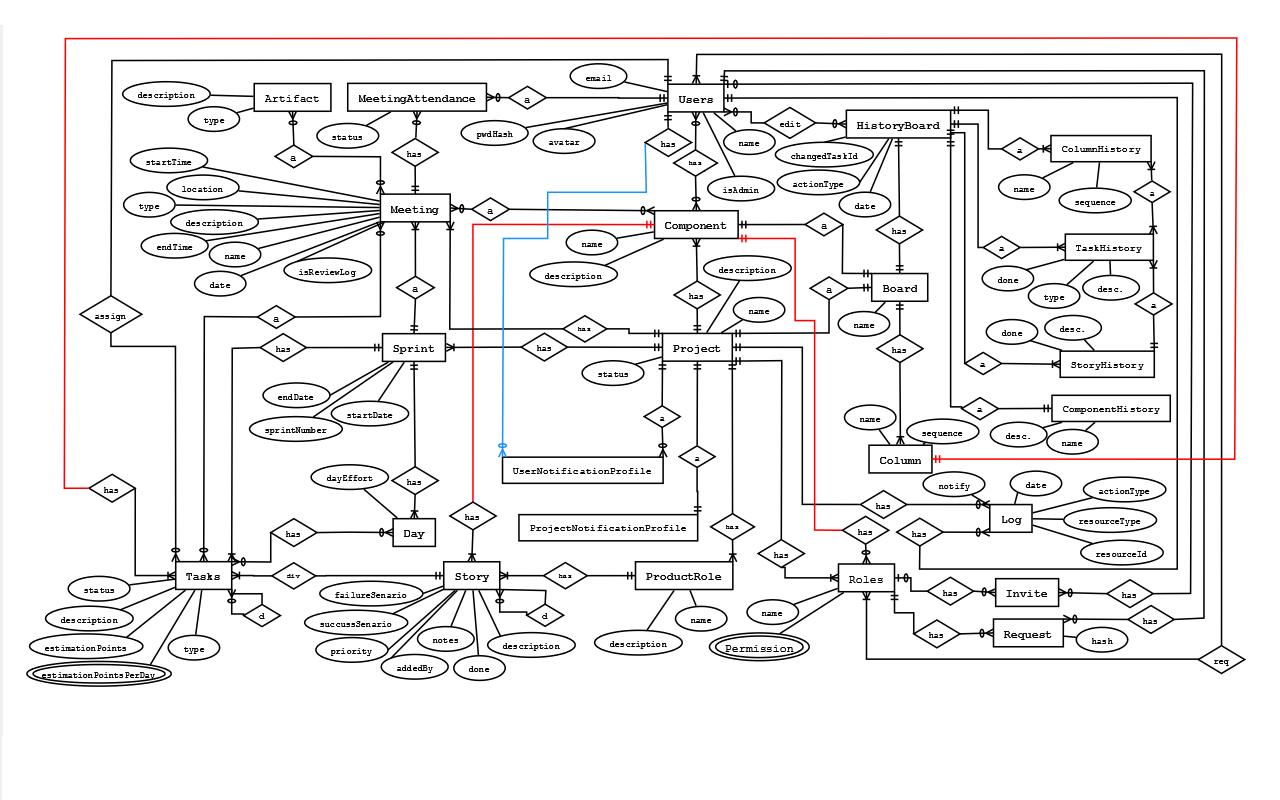 email
description
Artifact
MeetingAttendance
a
Users
type
status
pwdHash
avatar
name
edit
HistoryBoard
has
a
has
has
changedTaskId
a
ColumnHistory
startTime
location
type
description
endTime
name
date
isReviewLog
Meeting
a
isAdmin
actionType
date
name
sequence
a
Component
name
description
a
has
a
TaskHistory
done
type
desc.
description
has
name
a
a
Board
name
a
assign
a
has
has
Sprint
has
Project
status
has
done
desc.
a
StoryHistory
endDate
sprintNumber
startDate
a
name
sequence
a
ComponentHistory
desc.
name
Column
has
dayEffort
has
UserNotificationProfile
a
notify
date
actionType
resourceType
resourceId
Log
has
has
has
has
Day
has
ProjectNotificationProfile
has
has
has
Tasks
div
Story
has
ProductRole
Roles
has
Invite
has
status
description
estimationPoints
estimationPointsPerDay
type
d
failureSenario
succussSenario
priority
notes
addedBy
done
description
d
description
name
name
Permission
has
Request
hash
has
req